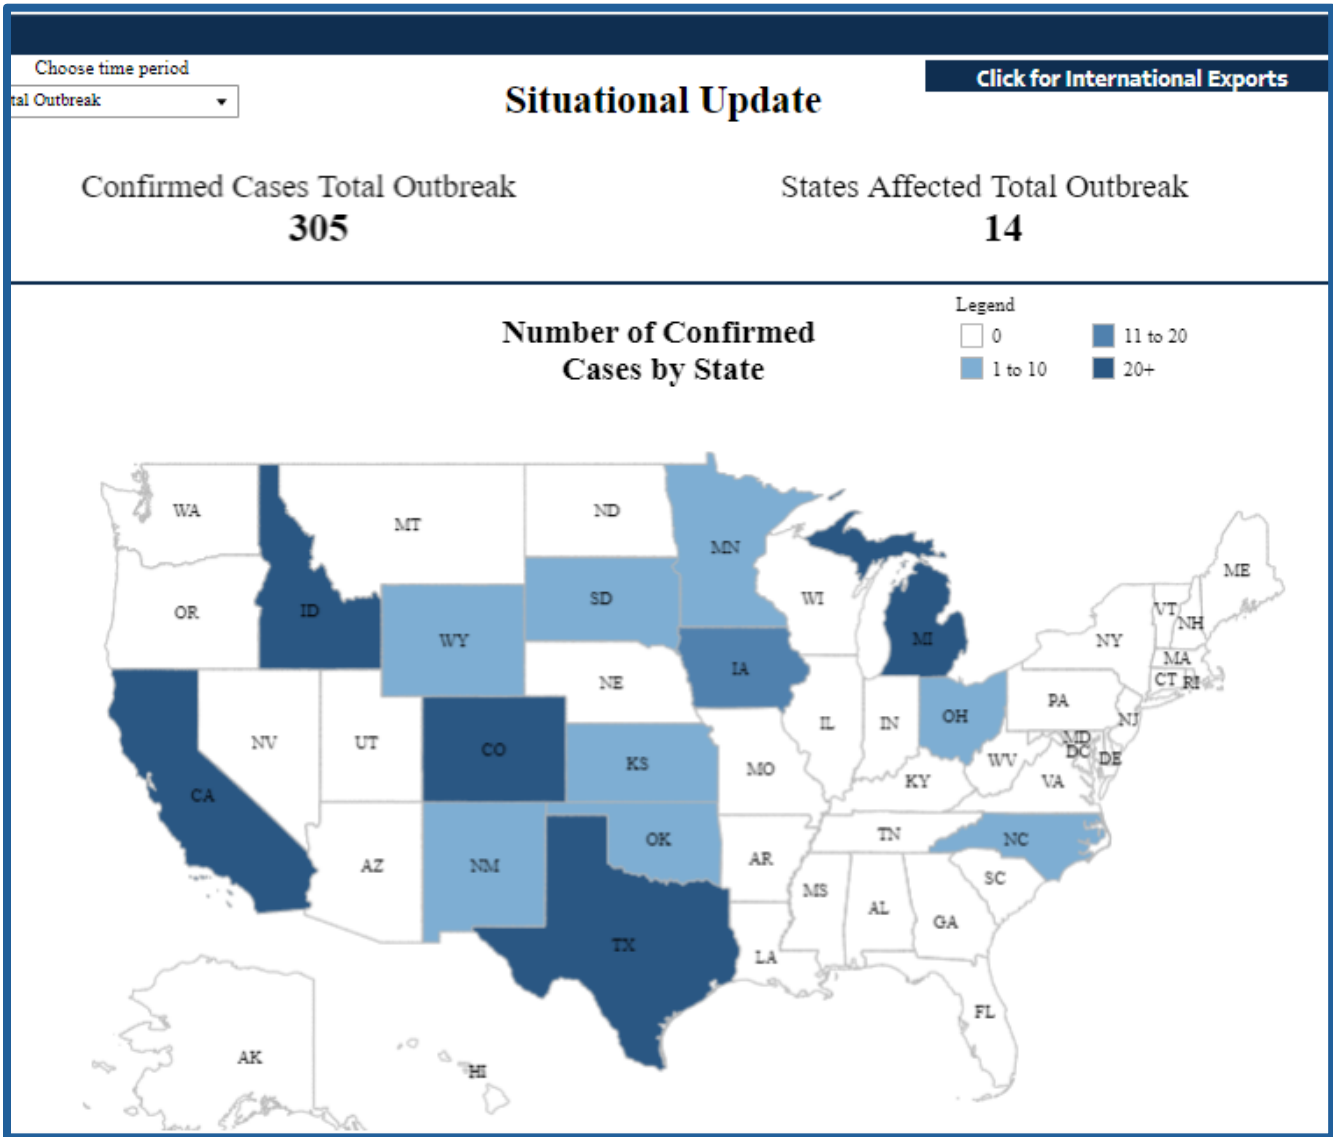 Choose time period
tal Outbreak
Click for International Exports
Situational Update
Confirmed Cases Total Outbreak
305
States Affected Total Outbreak
14
Number of Confirmed
Cases by State
Legend
0
11 to 20
1 to 10
20+
WA
MT
ND
MN
ME
OR
ID
SD
WI
WY
MI
VT
NH
NY
MA
IA
NE
CT
RI
PA
OH
IL
IN
NJ
NV
UT
CO
MD
DC
DE
KS
MO
WV
KY
VA
CA
TN
NC
OK
AZ
NM
AR
SC
MS
AL
GA
TX
LA
FL
AK
HI